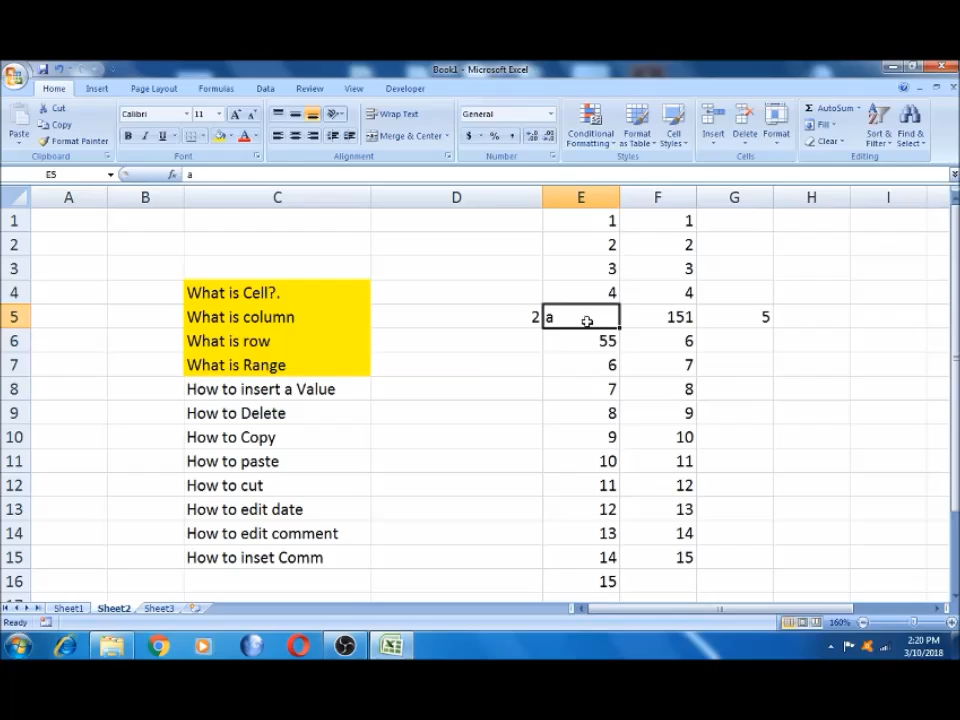 Book1 - Microsoft Excel
Home Insert Page Layout Formulas Data Review View Acrobat Developer
Cut
Copy
Format Painter
Paste
Clipboard
Calibri 11
B I U
Font
Wrap Text
Merge & Center
Alignment
General
$ % ,
Number
Conditional Formatting
Format as Table
Cell Styles
Styles
Insert Delete Format
Cells
AutoSum
Fill
Clear
Sort & Filter
Find & Select
Editing
E5 fx a
A B C D E F G H I
1 1 1
2 2 2
3 3 3
4 What is Cell?. 4 4
5 What is column 2 a 151 5
6 What is row 55 6
7 What is Range 6 7
8 How to insert a Value 7 8
9 How to Delete 8 9
10 How to Copy 9 10
11 How to paste 10 11
12 How to cut 11 12
13 How to edit date 12 13
14 How to edit comment 13 14
15 How to inset Comm 14 15
16 15
Sheet1 Sheet2 Sheet3
Ready 160%
2:20 PM
3/10/2018